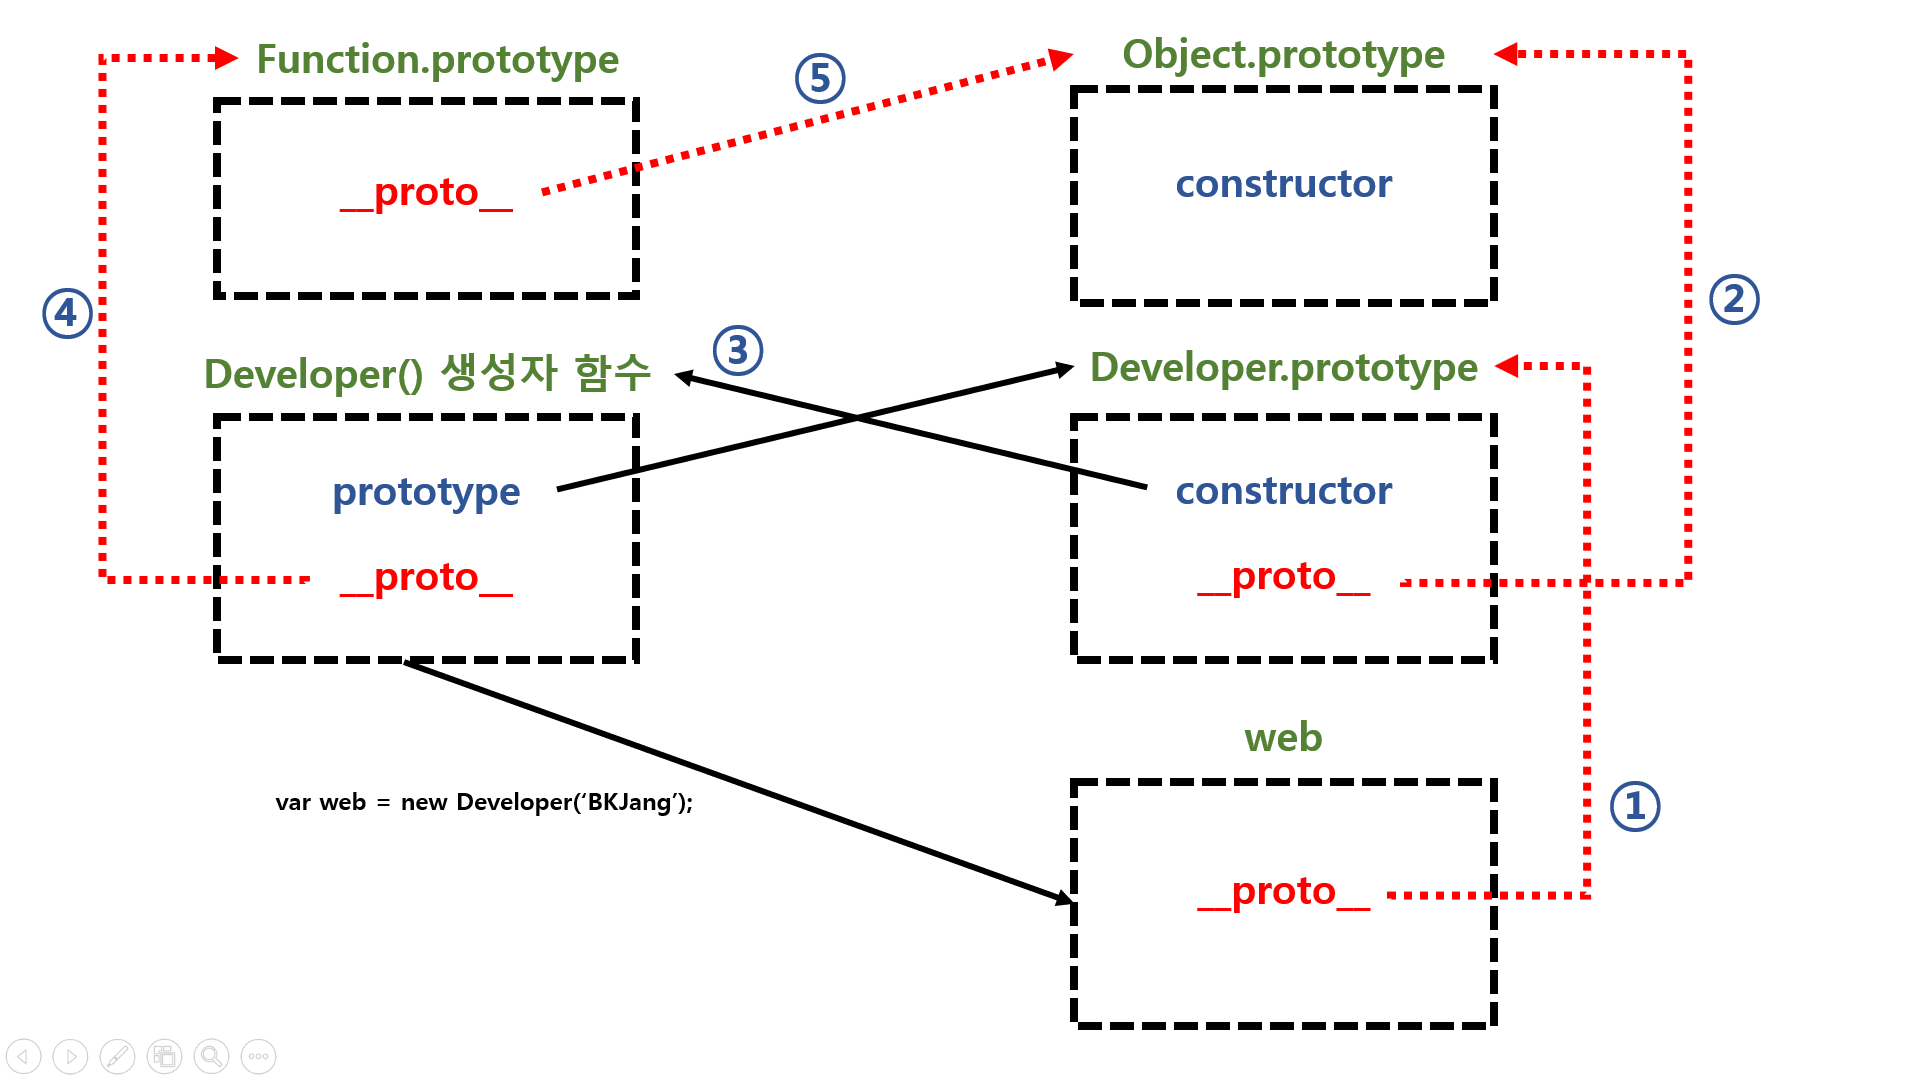 Function.prototype
__proto__
④
⑤
Object.prototype
constructor
②
Developer() 생성자 함수
prototype
__proto__
③
Developer.prototype
constructor
__proto__
var web = new Developer(‘BKJang’);
web
__proto__
①